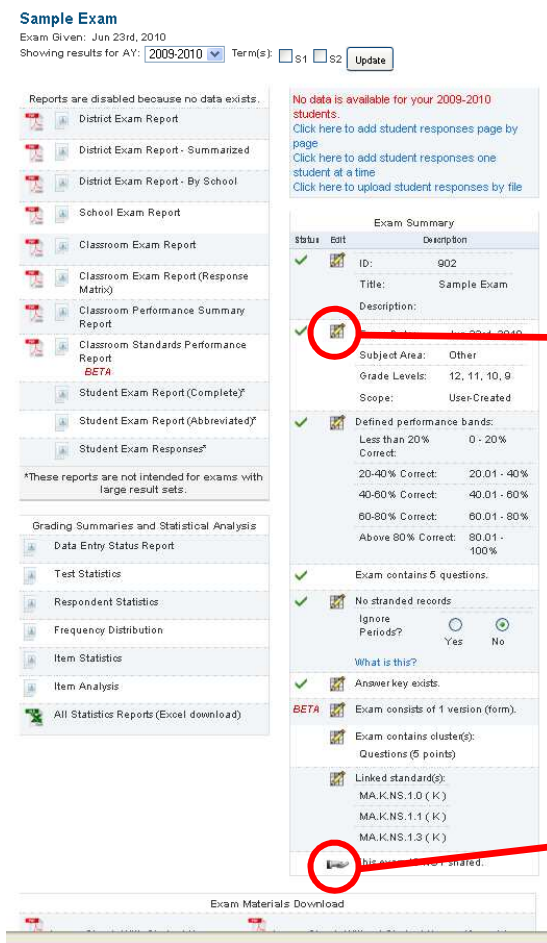 Sample Exam
Exam Given: Jun 23rd, 2010
Showing results for AY: 2009-2010 Term(s): S1 S2 Update
Reports are disabled because no data exists.
District Exam Report
District Exam Report - Summarized
District Exam Report - By School
School Exam Report
Classroom Exam Report
Classroom Exam Report (Response
Matrix)
Classroom Performance Summary
Report
Classroom Standards Performance
Report
BETA
Student Exam Report (Complete)*
Student Exam Report (Abbreviated)*
Student Exam Responses*
*These reports are not intended for exams with
large result sets.
Grading Summaries and Statistical Analysis
Data Entry Status Report
Test Statistics
Respondent Statistics
Frequency Distribution
Item Statistics
Item Analysis
All Statistics Reports (Excel download)
No data is available for your 2009-2010
students.
Click here to add student responses page by
page
Click here to add student responses one
student at a time
Click here to upload student responses by file
Exam Summary
Status Edit Description
ID: 902
Title: Sample Exam
Description:
Jun 23rd, 2010
Subject Area: Other
Grade Levels: 12, 11, 10, 9
Scope: User-Created
Defined performance bands:
Less than 20% 0 - 20%
Correct:
20-40% Correct: 20.01 - 40%
40-60% Correct: 40.01 - 60%
60-80% Correct: 60.01 - 80%
Above 80% Correct: 80.01 -
100%
Exam contains 5 questions.
No stranded records
Ignore
Periods? Yes No
What is this?
Answer key exists.
BETA Exam consists of 1 version (form).
Exam contains cluster(s):
Questions (5 points)
Linked standard(s):
MA.K.NS.1.0 ( K )
MA.K.NS.1.1 ( K )
MA.K.NS.1.3 ( K )
This exam is NOT shared.
Exam Materials Download